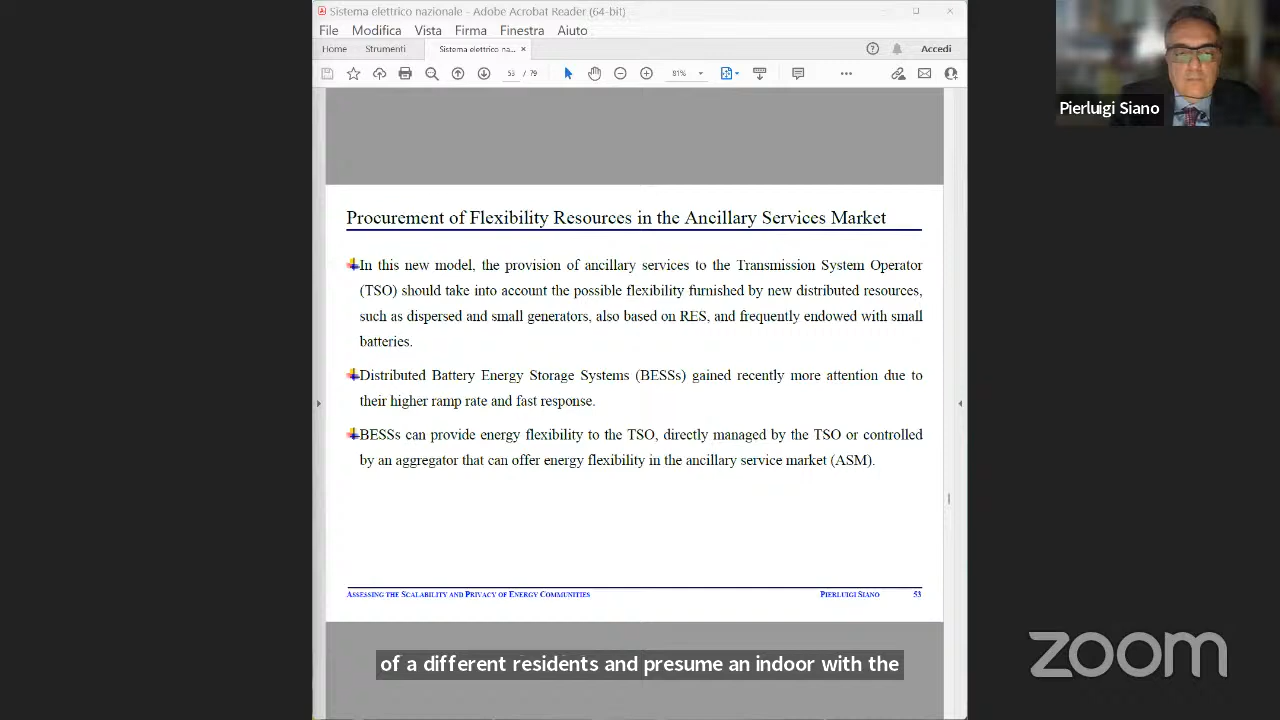 Sistema elettrico nazionale - Adobe Acrobat Reader (64-bit)
File Modifica Vista Firma Finestra Aiuto
Home Strumenti Sistema elettrico na... × Accedi
53 / 79 81%
Pierluigi Siano
Procurement of Flexibility Resources in the Ancillary Services Market
In this new model, the provision of ancillary services to the Transmission System Operator
(TSO) should take into account the possible flexibility furnished by new distributed resources,
such as dispersed and small generators, also based on RES, and frequently endowed with small
batteries.
Distributed Battery Energy Storage Systems (BESSs) gained recently more attention due to
their higher ramp rate and fast response.
BESSs can provide energy flexibility to the TSO, directly managed by the TSO or controlled
by an aggregator that can offer energy flexibility in the ancillary service market (ASM).
ASSESSING THE SCALABILITY AND PRIVACY OF ENERGY COMMUNITIES PIERLUIGI SIANO 53
of a different residents and presume an indoor with the
zoom